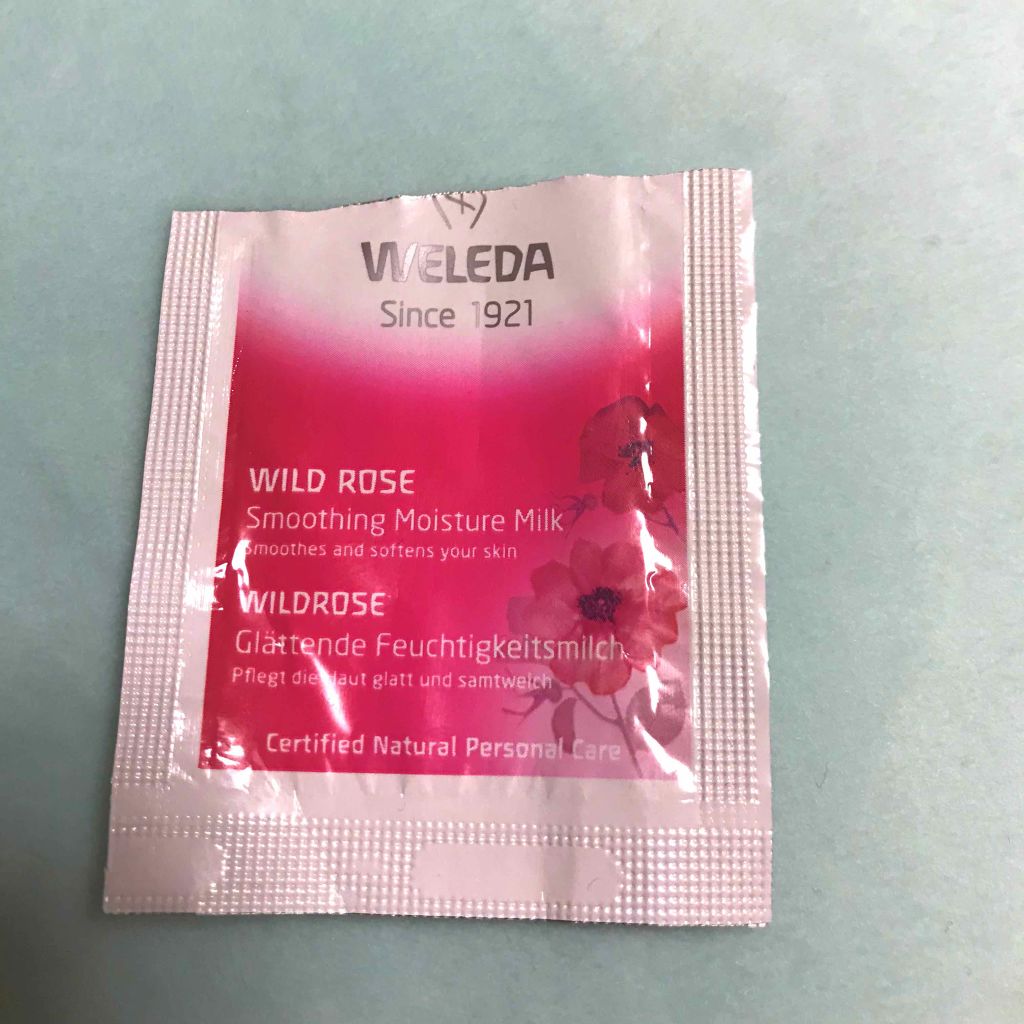 WELEDA
Since 1921
WILD ROSE
Smoothing Moisture Milk
Smoothes and softens your skin
WILDROSE
Glättende Feuchtigkeitsmilch
Pflegt die Haut glatt und samtweich
Certified Natural Personal Care